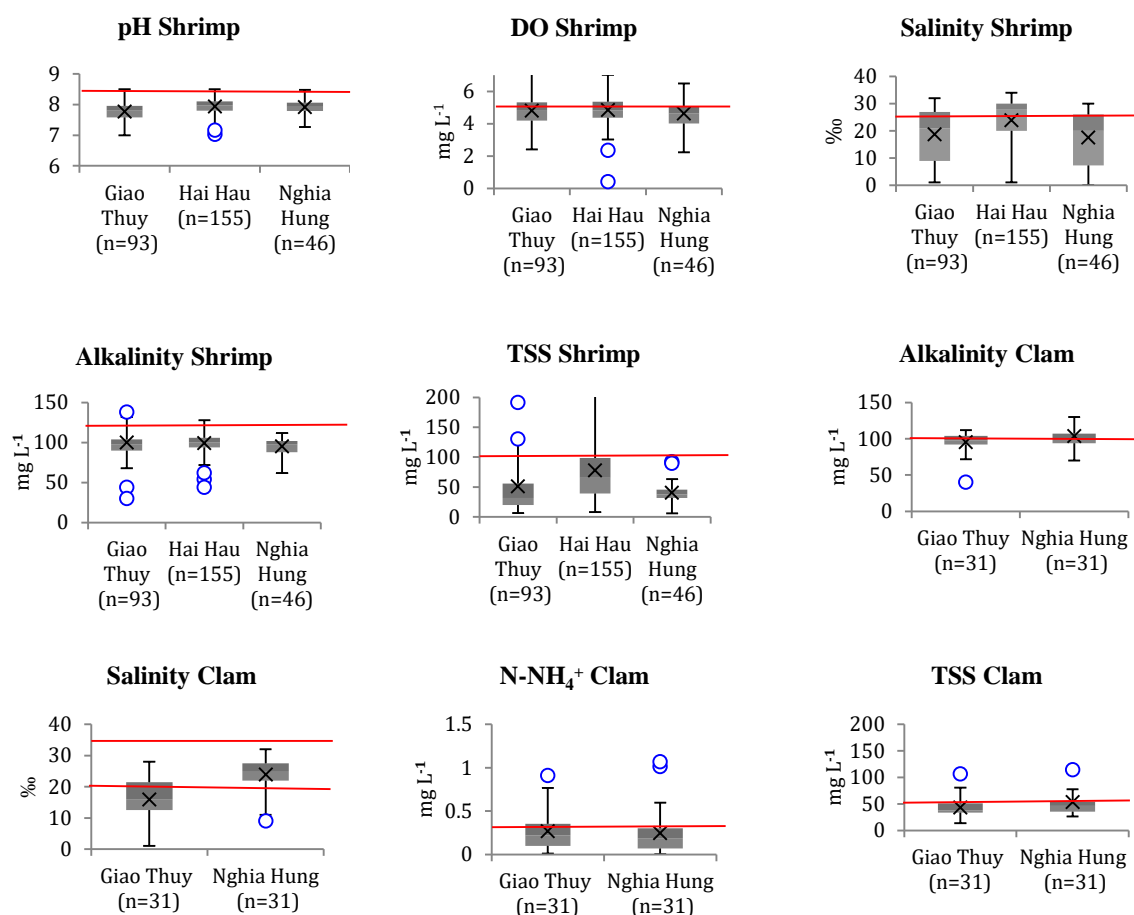 pH Shrimp
9
8
7
6
Giao Thuy (n=93)
Hai Hau (n=155)
Nghia Hung (n=46)
DO Shrimp
mg L⁻¹
6
4
2
0
Giao Thuy (n=93)
Hai Hau (n=155)
Nghia Hung (n=46)
Salinity Shrimp
‰
40
30
20
10
0
Giao Thuy (n=93)
Hai Hau (n=155)
Nghia Hung (n=46)
Alkalinity Shrimp
mg L⁻¹
150
100
50
0
Giao Thuy (n=93)
Hai Hau (n=155)
Nghia Hung (n=46)
TSS Shrimp
mg L⁻¹
200
150
100
50
0
Giao Thuy (n=93)
Hai Hau (n=155)
Nghia Hung (n=46)
Alkalinity Clam
mg L⁻¹
150
100
50
0
Giao Thuy (n=31)
Nghia Hung (n=31)
Salinity Clam
‰
40
30
20
10
0
Giao Thuy (n=31)
Nghia Hung (n=31)
N-NH₄⁺ Clam
mg L⁻¹
1.5
1
0.5
0
Giao Thuy (n=31)
Nghia Hung (n=31)
TSS Clam
mg L⁻¹
200
150
100
50
0
Giao Thuy (n=31)
Nghia Hung (n=31)